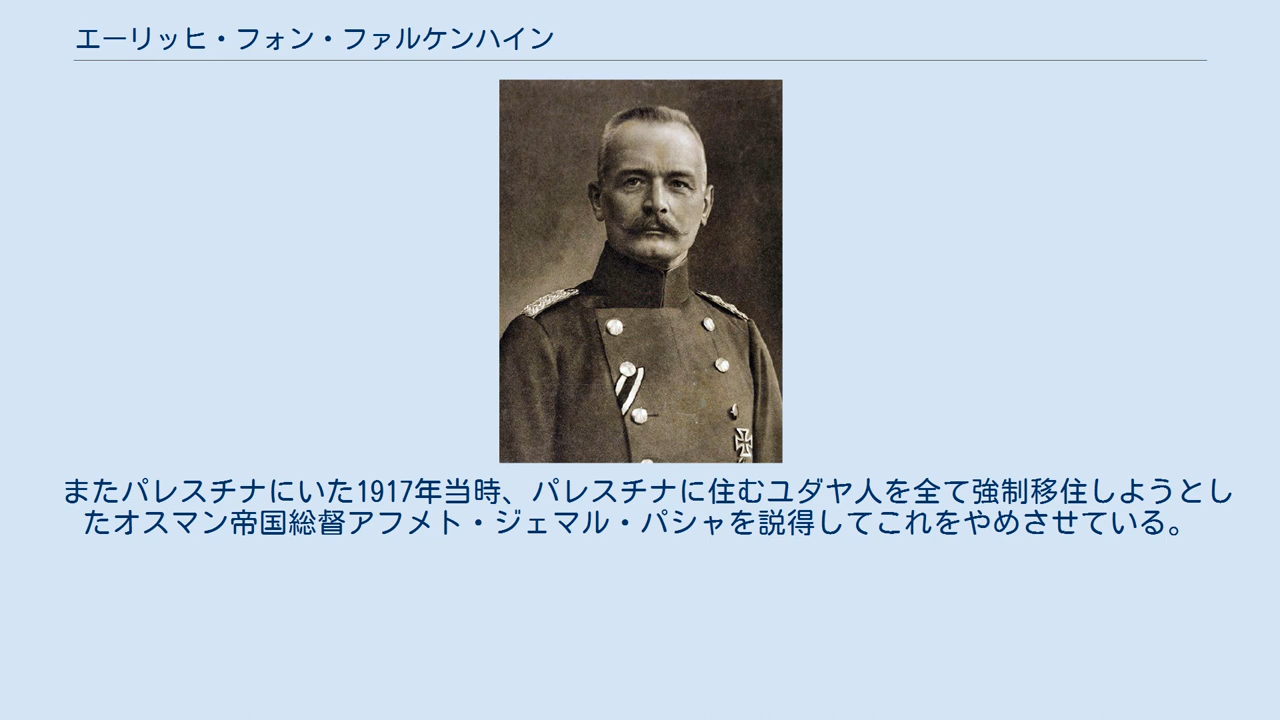 エーリッヒ・フォン・ファルケンハイン
またパレスチナにいた1917年当時、パレスチナに住むユダヤ人を全て強制移住しようとし
たオスマン帝国総督アフメト・ジェマル・パシャを説得してこれをやめさせている。